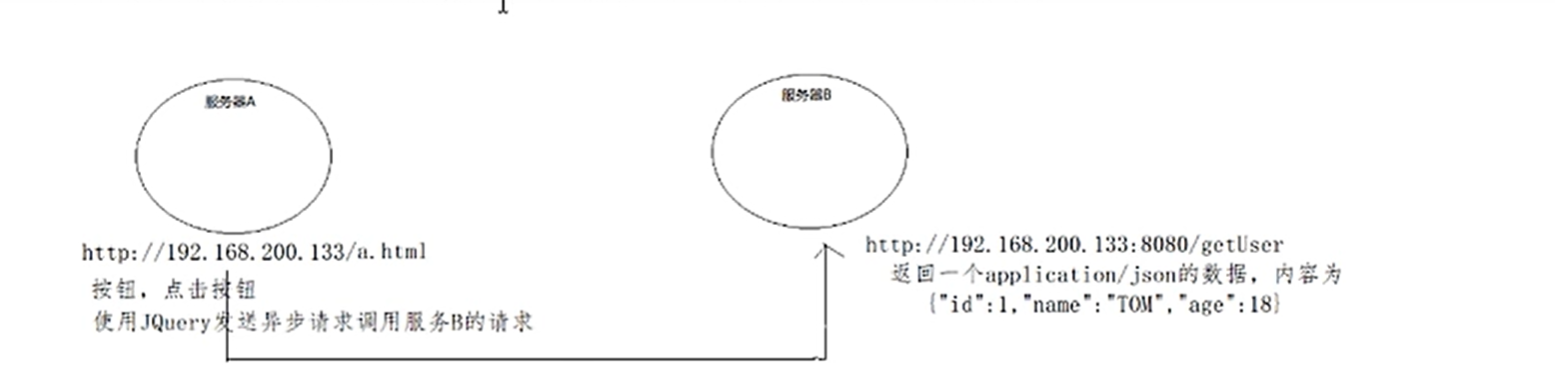 服务器A
服务器B
http://192.168.200.133/a.html
按钮，点击按钮
使用JQuery发送异步请求调用服务B的请求
http://192.168.200.133:8080/getUser
返回一个application/json的数据，内容为
{"id":1,"name":"TOM","age":18}